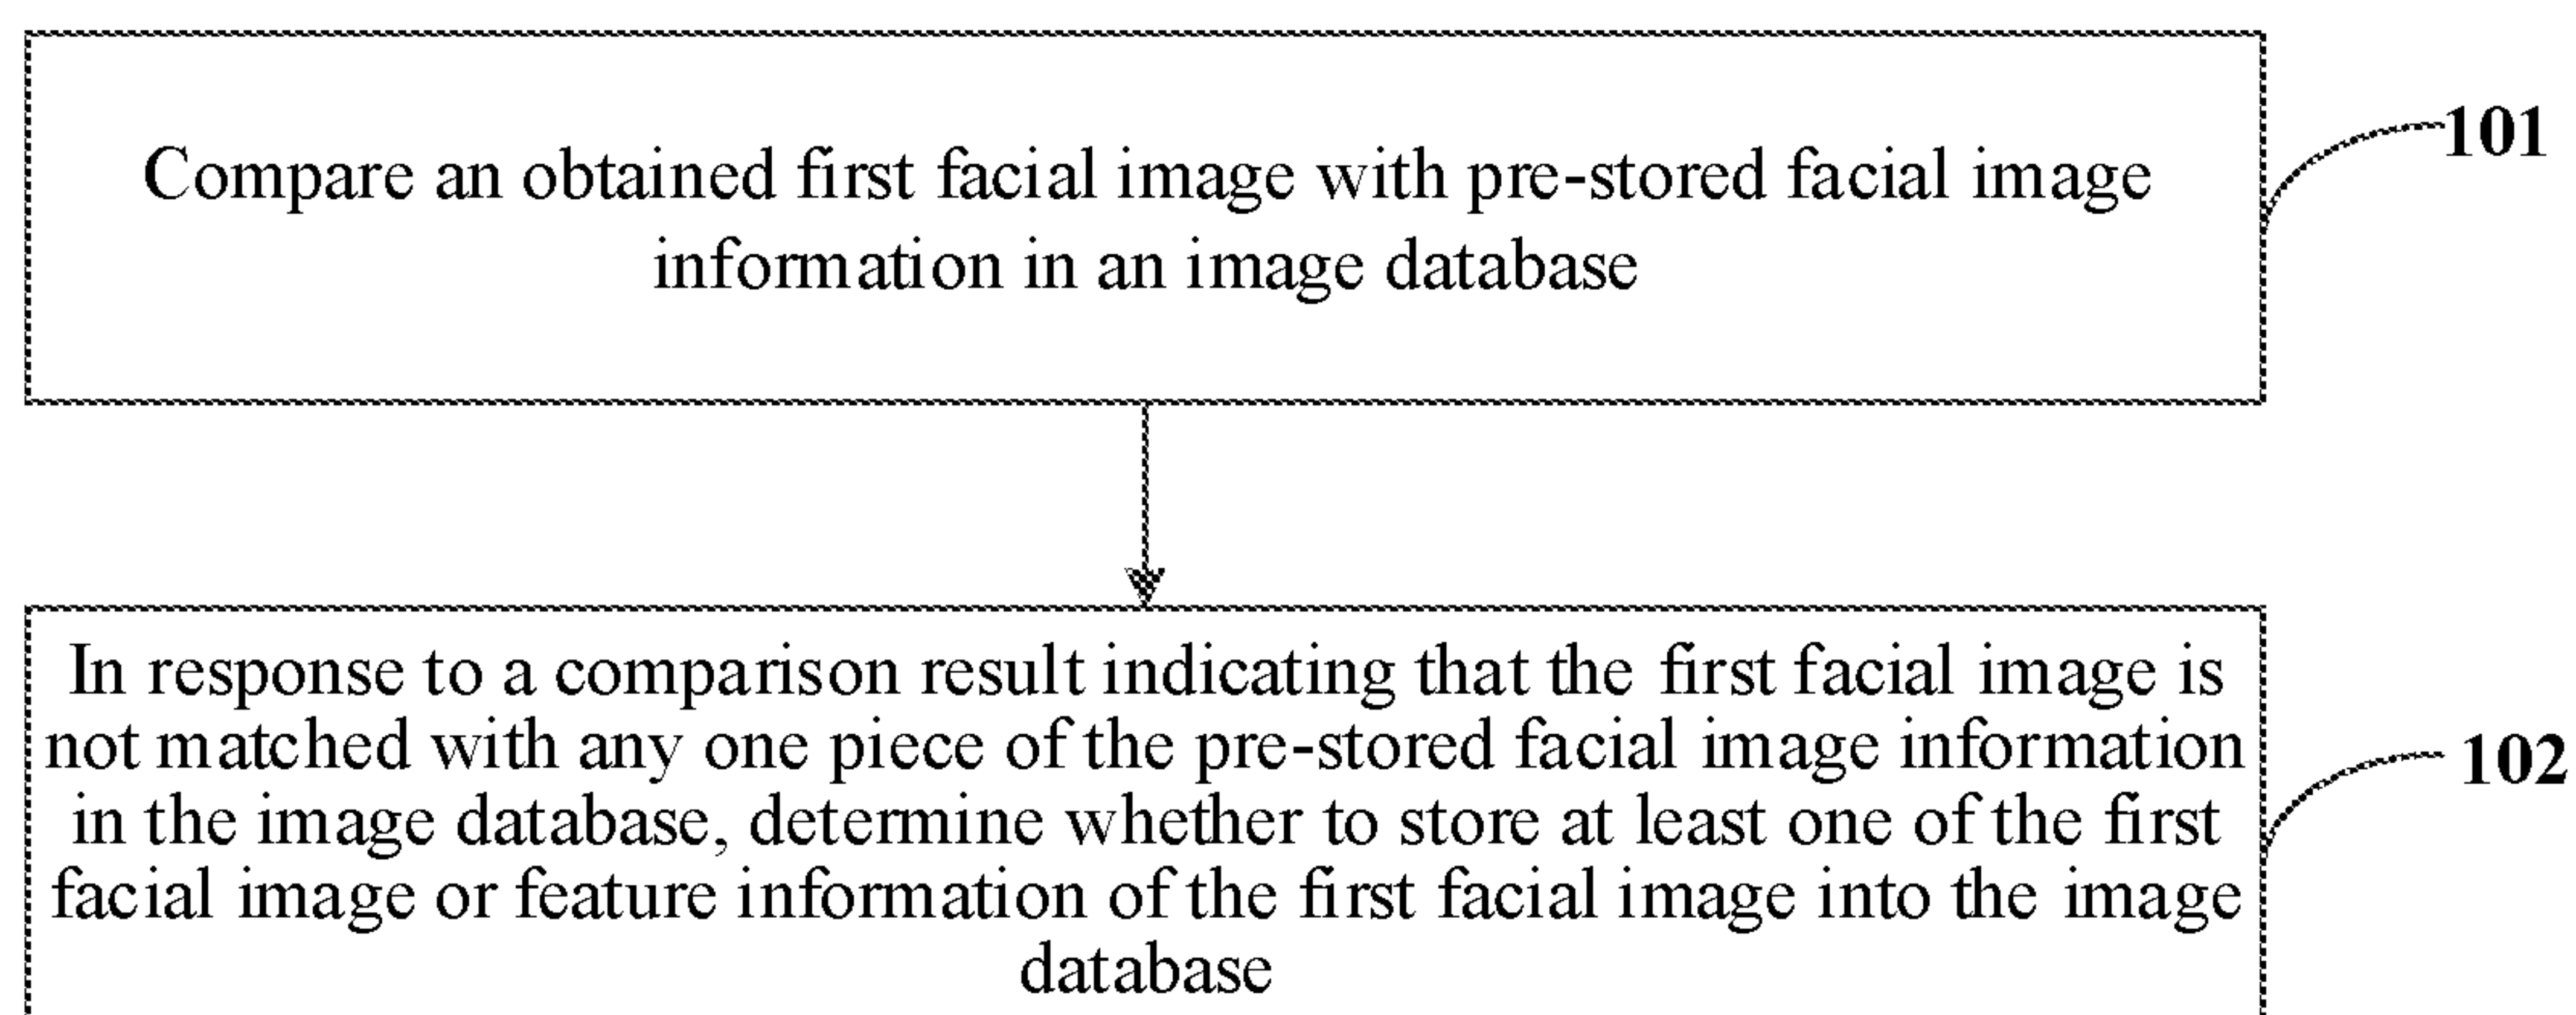 Compare an obtained first facial image with pre-stored facial image
information in an image database
101
In response to a comparison result indicating that the first facial image is
not matched with any one piece of the pre-stored facial image information
in the image database, determine whether to store at least one of the first
facial image or feature information of the first facial image into the image
database
102